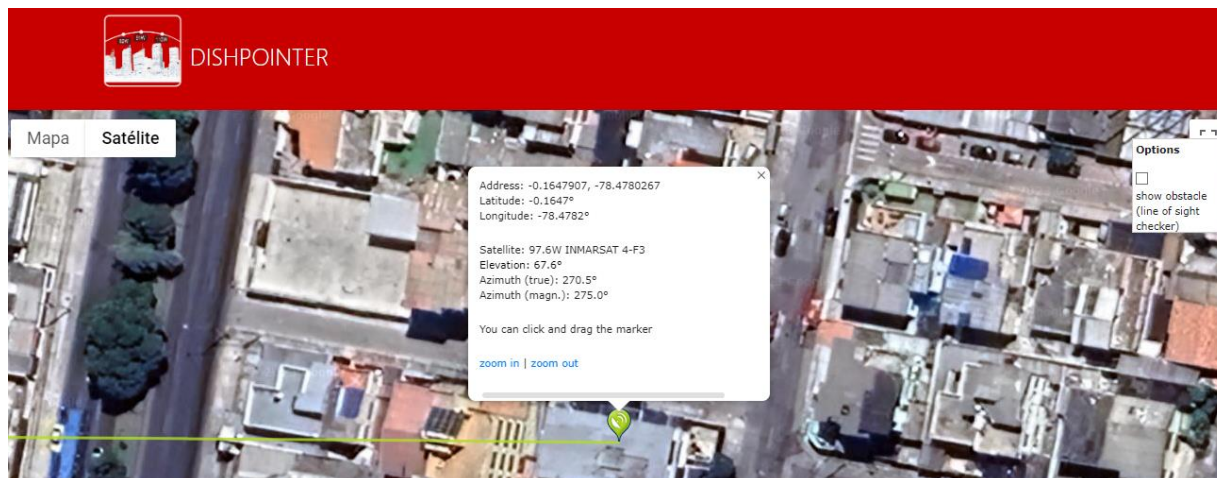 DISHPOINTER
Mapa
Satélite
Options
show obstacle
(line of sight
checker)
Address: -0.1647907, -78.4780267
Latitude: -0.1647°
Longitude: -78.4782°
Satellite: 97.6W INMARSAT 4-F3
Elevation: 67.6°
Azimuth (true): 270.5°
Azimuth (magn.): 275.0°
You can click and drag the marker
zoom in | zoom out